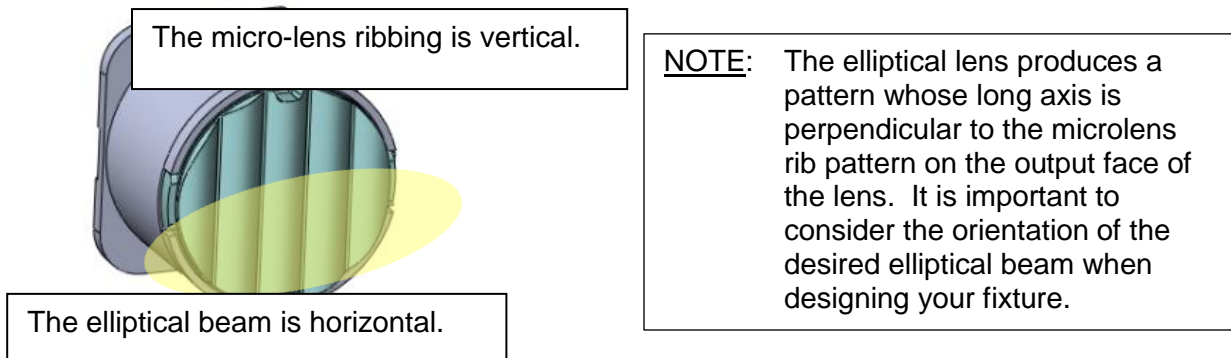 The micro-lens ribbing is vertical.
The elliptical beam is horizontal.
NOTE: The elliptical lens produces a
pattern whose long axis is
perpendicular to the microlens
rib pattern on the output face of
the lens. It is important to
consider the orientation of the
desired elliptical beam when
designing your fixture.